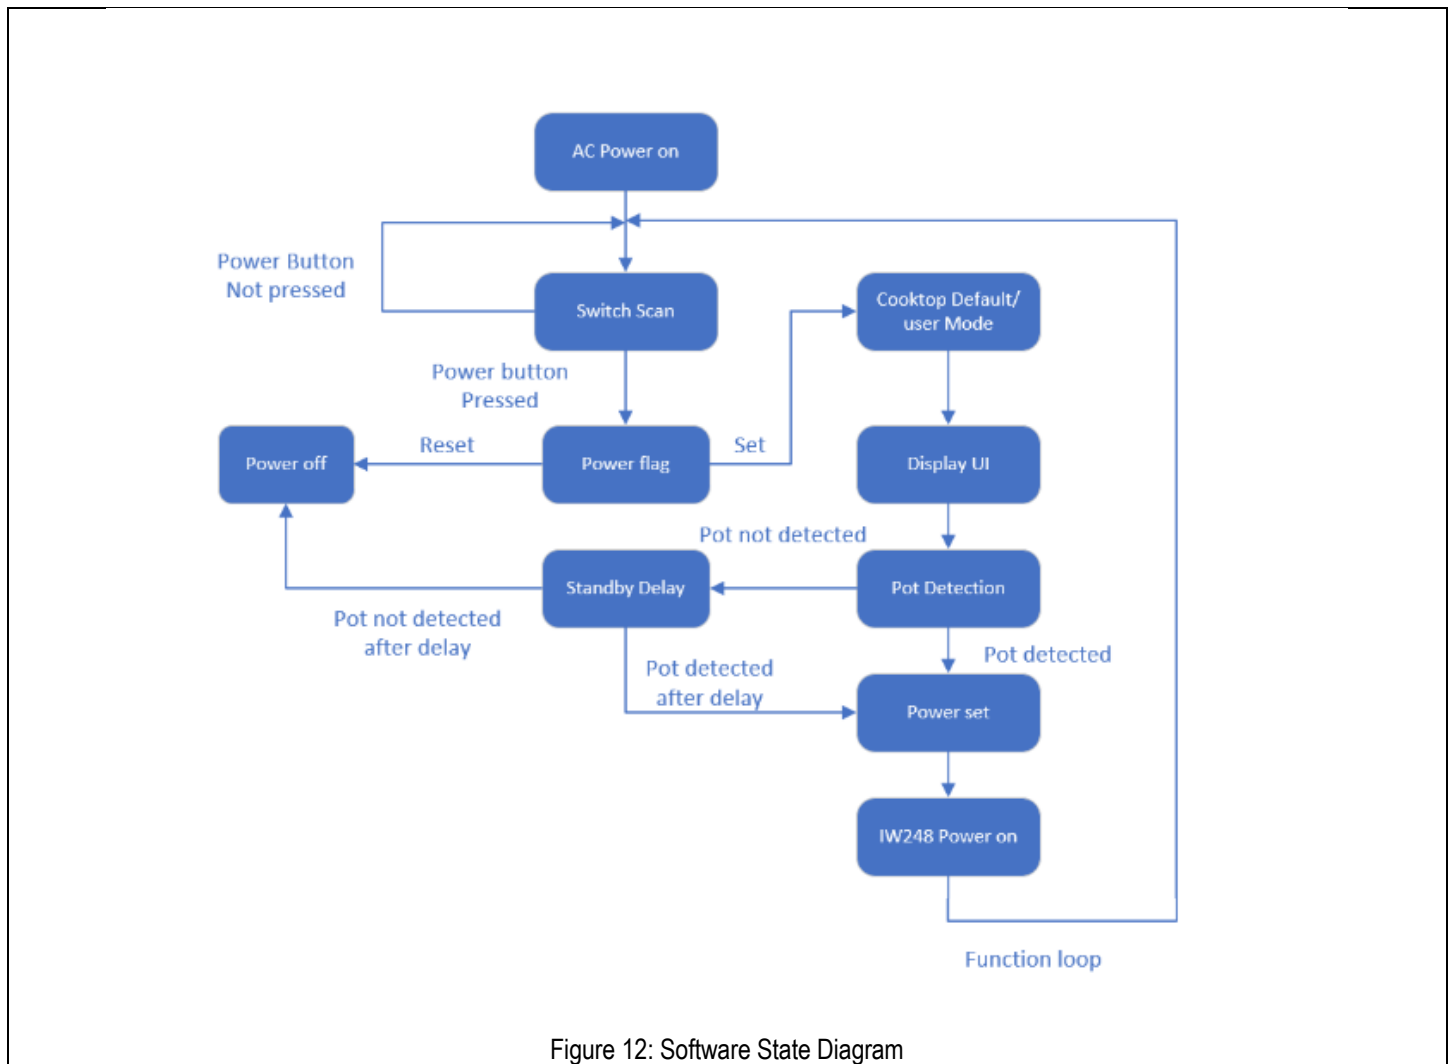 AC Power on
Power Button
Not pressed
Switch Scan
Cooktop Default/
user Mode
Power button
Pressed
Power off
Reset
Power flag
Set
Display UI
Pot not detected
Standby Delay
Pot Detection
Pot not detected
after delay
Pot detected
after delay
Pot detected
Power set
IW248 Power on
Function loop
Figure 12: Software State Diagram